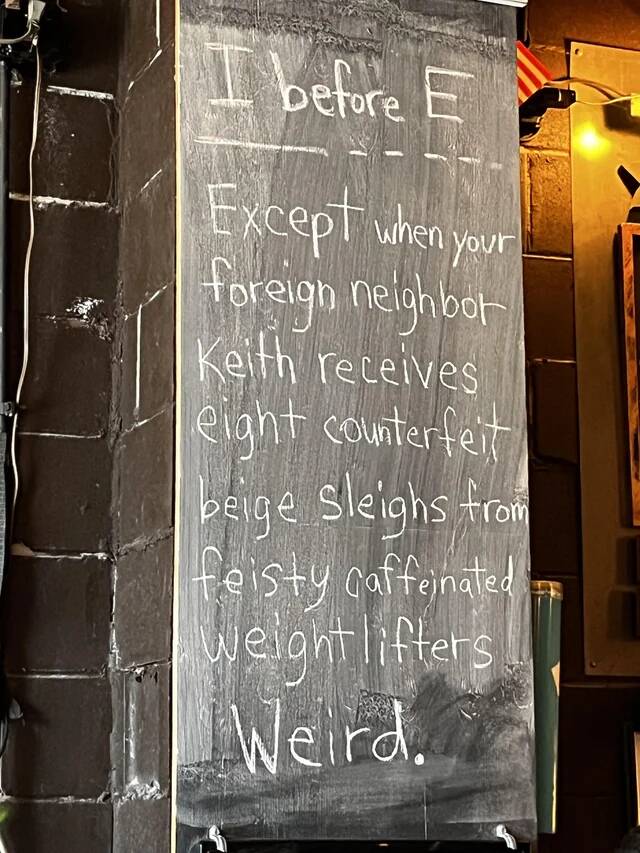 I before E
Except when your
foreign neighbor
Keith receives
eight counterfeit
beige sleighs from
feisty caffeinated
weightlifters
Weird.